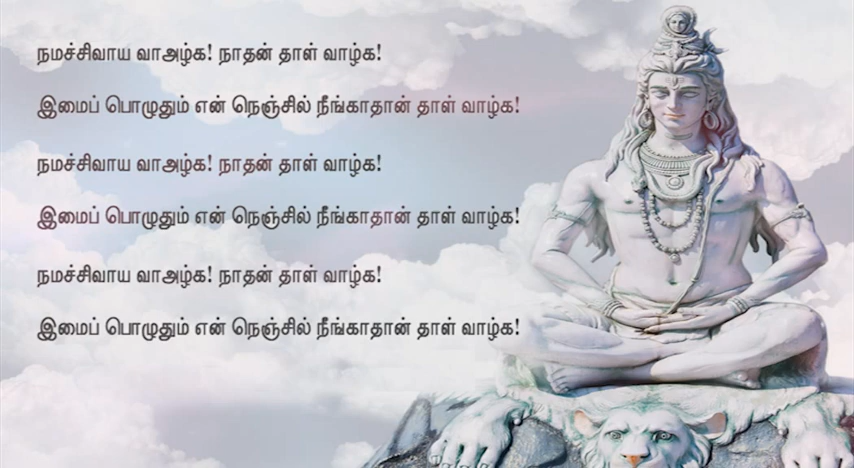 நமச்சிவாய வாஅழ்க! நாதன் தாள் வாழ்க!
இமைப் பொழுதும் என் நெஞ்சில் நீங்காதான் தாள் வாழ்க!
நமச்சிவாய வாஅழ்க! நாதன் தாள் வாழ்க!
இமைப் பொழுதும் என் நெஞ்சில் நீங்காதான் தாள் வாழ்க!
நமச்சிவாய வாஅழ்க! நாதன் தாள் வாழ்க!
இமைப் பொழுதும் என் நெஞ்சில் நீங்காதான் தாள் வாழ்க!